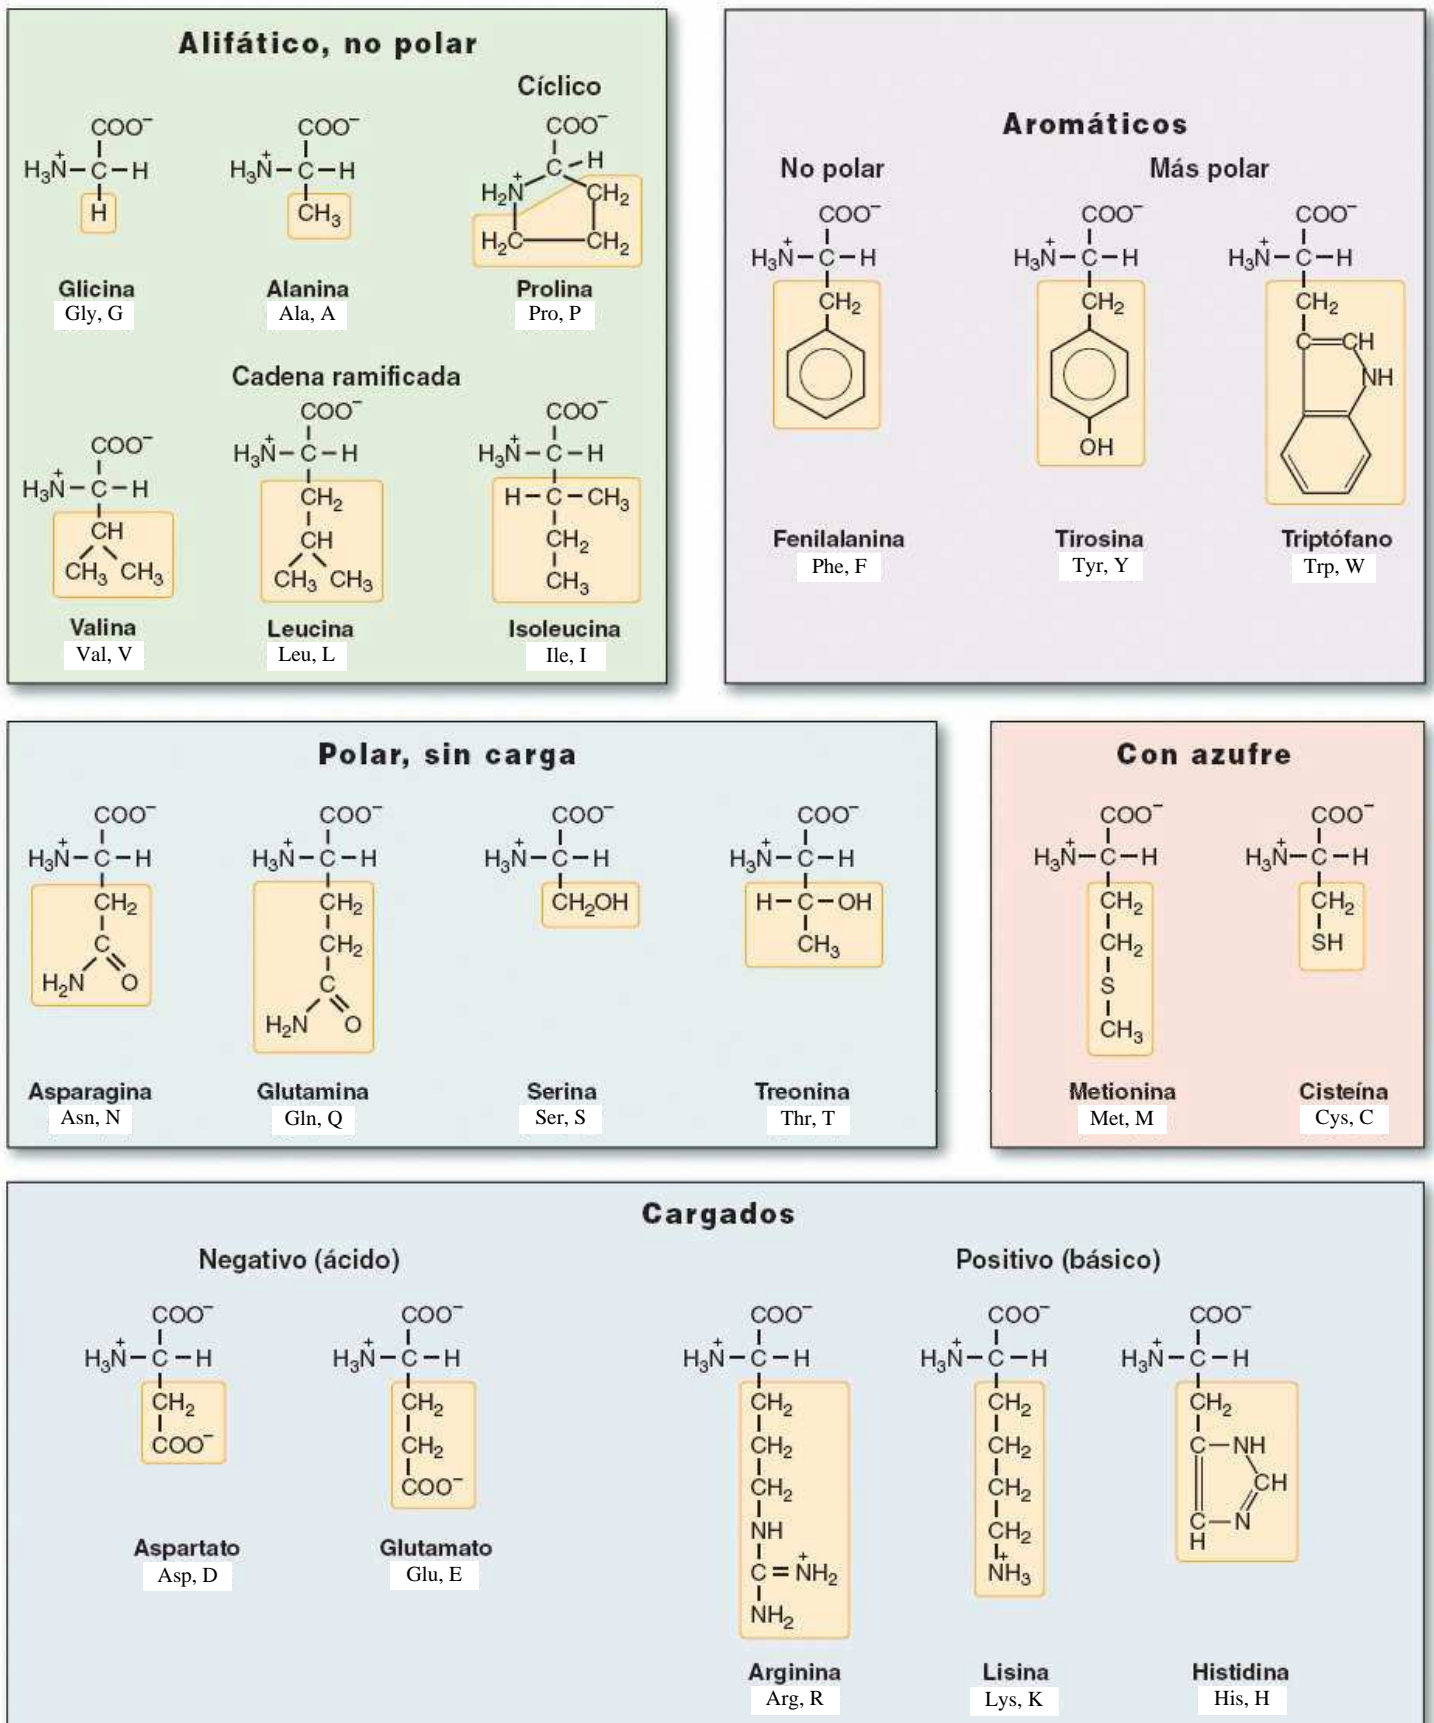 Alifático, no polar
Cíclico
COO⁻ COO⁻ COO⁻
H₃N⁺–C–H H₃N⁺–C–H C–H
H₂N⁺ CH₂
H CH₃ H₂C CH₂
Glicina Alanina Prolina
Gly, G Ala, A Pro, P
Cadena ramificada
COO⁻ COO⁻ COO⁻
H₃N⁺–C–H H₃N⁺–C–H H₃N⁺–C–H
CH CH₂ H–C–CH₃
CH₃ CH₃ CH CH₂
CH₃ CH₃ CH₃
Valina Leucina Isoleucina
Val, V Leu, L Ile, I
Aromáticos
No polar Más polar
COO⁻ COO⁻ COO⁻
H₃N⁺–C–H H₃N⁺–C–H H₃N⁺–C–H
CH₂ CH₂ CH₂
C=CH
NH
OH
Fenilalanina Tirosina Triptófano
Phe, F Tyr, Y Trp, W
Polar, sin carga
COO⁻ COO⁻ COO⁻ COO⁻
H₃N⁺–C–H H₃N⁺–C–H H₃N⁺–C–H H₃N⁺–C–H
CH₂ CH₂ CH₂OH H–C–OH
C CH₂ CH₃
H₂N O C
H₂N O
Asparagina Glutamina Serina Treonina
Asn, N Gln, Q Ser, S Thr, T
Con azufre
COO⁻ COO⁻
H₃N⁺–C–H H₃N⁺–C–H
CH₂ CH₂
CH₂ SH
S
CH₃
Metionina Cisteína
Met, M Cys, C
Cargados
Negativo (ácido) Positivo (básico)
COO⁻ COO⁻ COO⁻ COO⁻ COO⁻
H₃N⁺–C–H H₃N⁺–C–H H₃N⁺–C–H H₃N⁺–C–H H₃N⁺–C–H
CH₂ CH₂ CH₂ CH₂ CH₂
COO⁻ CH₂ CH₂ CH₂ C–NH
COO⁻ CH₂ CH₂ CH
NH CH₂ C–N
H
C=N⁺H₂ N⁺H₃
NH₂
Aspartato Glutamato
Asp, D Glu, E
Arginina Lisina Histidina
Arg, R Lys, K His, H